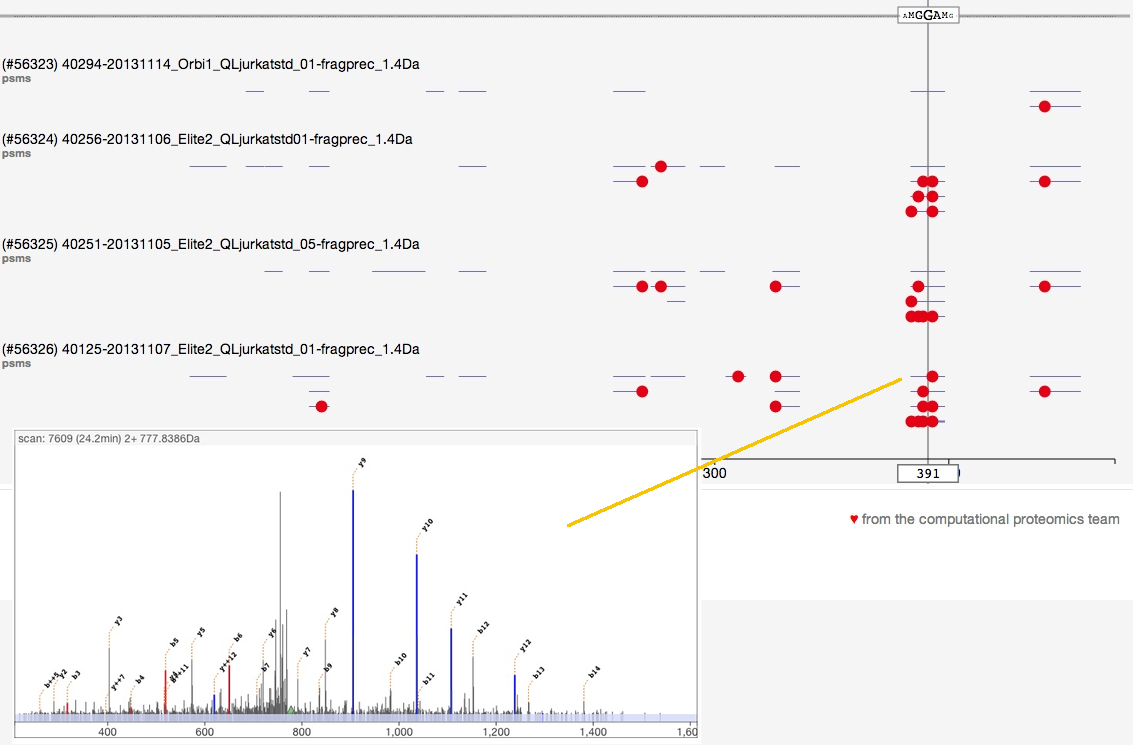 AMGGAMG
(#56323) 40294-20131114_Orbi1_QLjurkatstd_01-fragprec_1.4Da
psms
(#56324) 40256-20131106_Elite2_QLjurkatstd01-fragprec_1.4Da
psms
(#56325) 40251-20131105_Elite2_QLjurkatstd_05-fragprec_1.4Da
psms
(#56326) 40125-20131107_Elite2_QLjurkatstd_01-fragprec_1.4Da
psms
scan: 7609 (24.2min) 2+ 777.8386Da
300
391
♥ from the computational proteomics team
y9
y10
y11
y3
y8
b5
y5
b6
y6
b12
y12
y7
b10
b14
b++5
y2
b3
y++7
b4
y++12
b7
b9
b11
b13
400
600
800
1,000
1,200
1,400
1,60